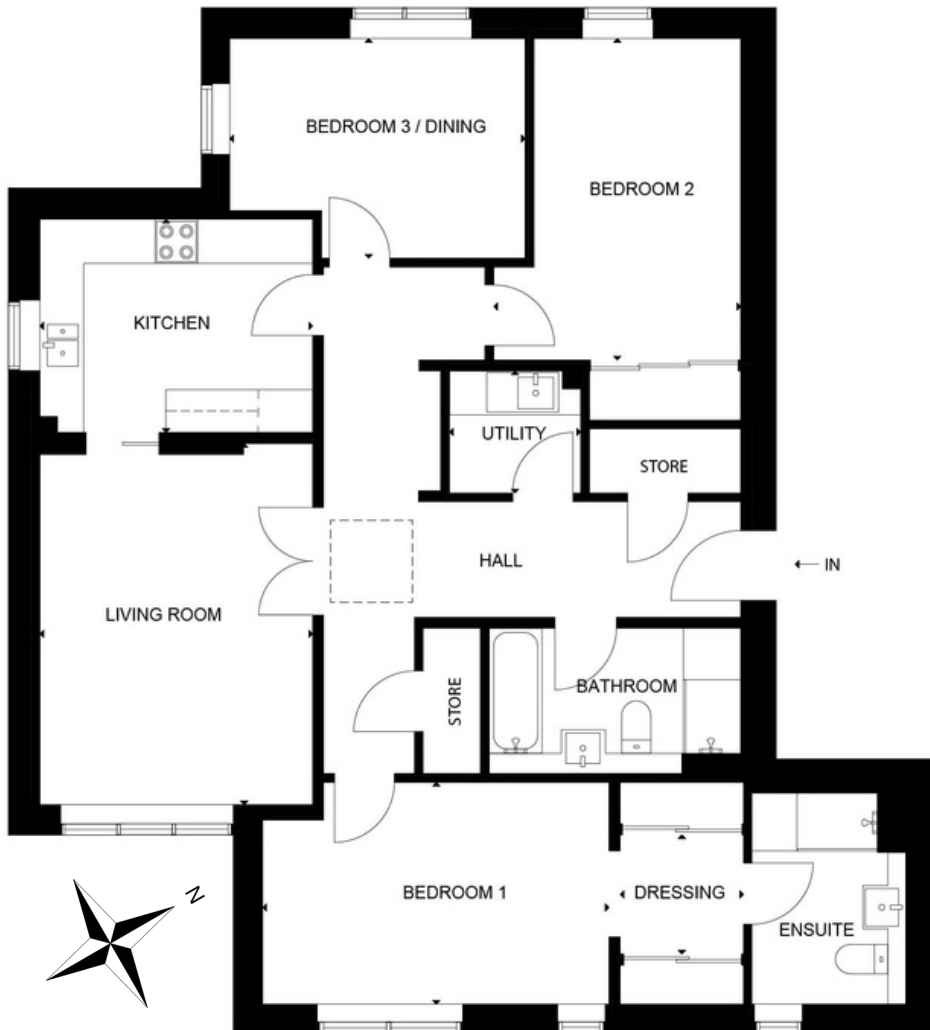 BEDROOM 3 / DINING
BEDROOM 2
KITCHEN
UTILITY
STORE
HALL
IN
LIVING ROOM
STORE
BATHROOM
BEDROOM 1
DRESSING
ENSUITE
N